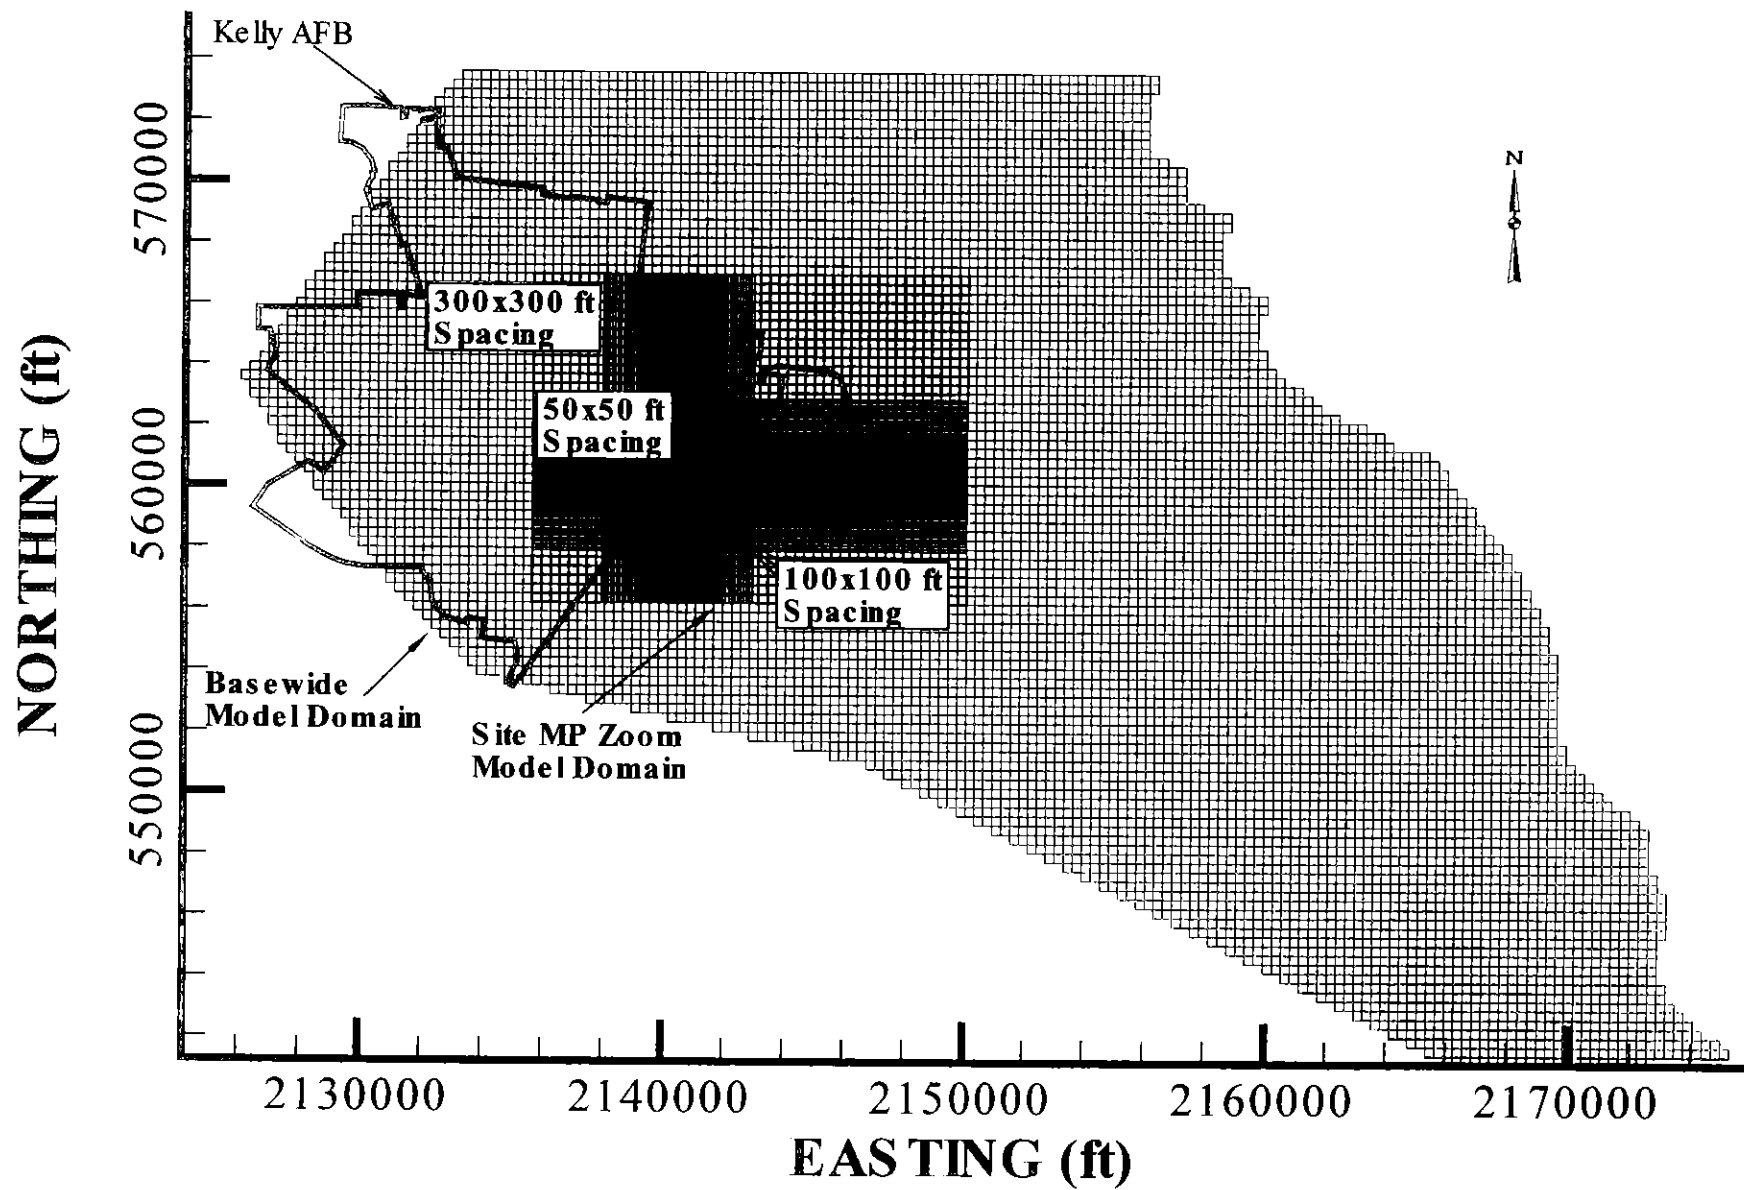 Kelly AFB
N
570000
560000
550000
NORTHING (ft)
300x300 ft
Spacing
50x50 ft
Spacing
100x100 ft
Spacing
Basewide
Model Domain
Site MP Zoom
Model Domain
2130000
2140000
2150000
2160000
2170000
EASTING (ft)